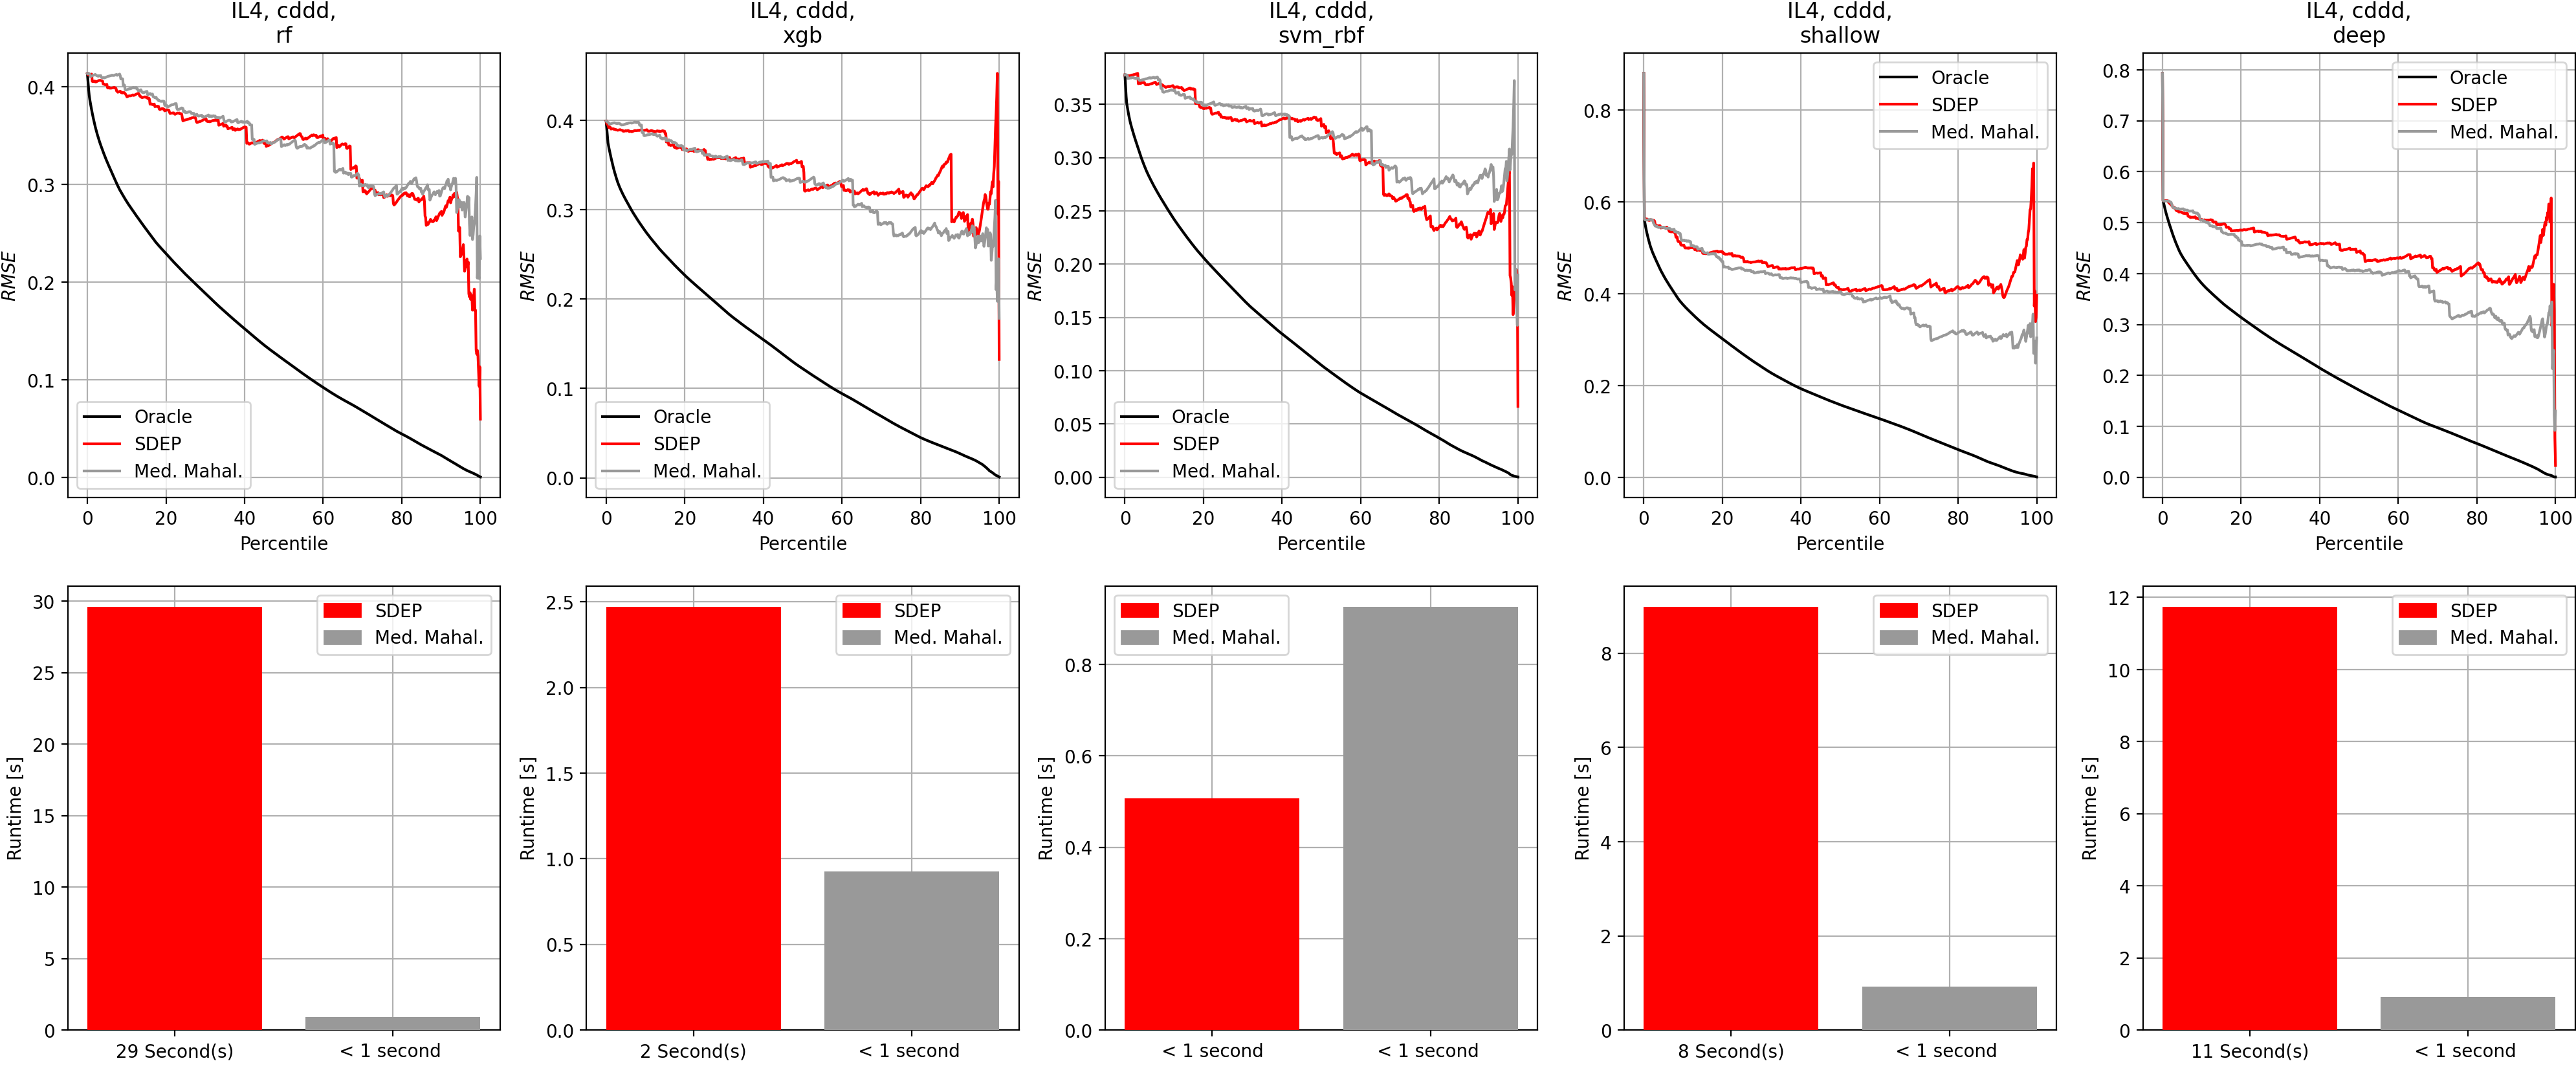 IL4, cddd,
rf
RMSE
0.4
0.3
0.2
0.1
0.0
Oracle
SDEP
Med. Mahal.
0 20 40 60 80 100
Percentile
IL4, cddd,
xgb
RMSE
0.4
0.3
0.2
0.1
0.0
Oracle
SDEP
Med. Mahal.
0 20 40 60 80 100
Percentile
IL4, cddd,
svm_rbf
RMSE
0.35
0.30
0.25
0.20
0.15
0.10
0.05
0.00
Oracle
SDEP
Med. Mahal.
0 20 40 60 80 100
Percentile
IL4, cddd,
shallow
RMSE
0.8
0.6
0.4
0.2
0.0
Oracle
SDEP
Med. Mahal.
0 20 40 60 80 100
Percentile
IL4, cddd,
deep
RMSE
0.8
0.7
0.6
0.5
0.4
0.3
0.2
0.1
0.0
Oracle
SDEP
Med. Mahal.
0 20 40 60 80 100
Percentile
Runtime [s]
30
25
20
15
10
5
0
SDEP
Med. Mahal.
29 Second(s) < 1 second
Runtime [s]
2.5
2.0
1.5
1.0
0.5
0.0
SDEP
Med. Mahal.
2 Second(s) < 1 second
Runtime [s]
0.8
0.6
0.4
0.2
0.0
SDEP
Med. Mahal.
< 1 second < 1 second
Runtime [s]
8
6
4
2
0
SDEP
Med. Mahal.
8 Second(s) < 1 second
Runtime [s]
12
10
8
6
4
2
0
SDEP
Med. Mahal.
11 Second(s) < 1 second